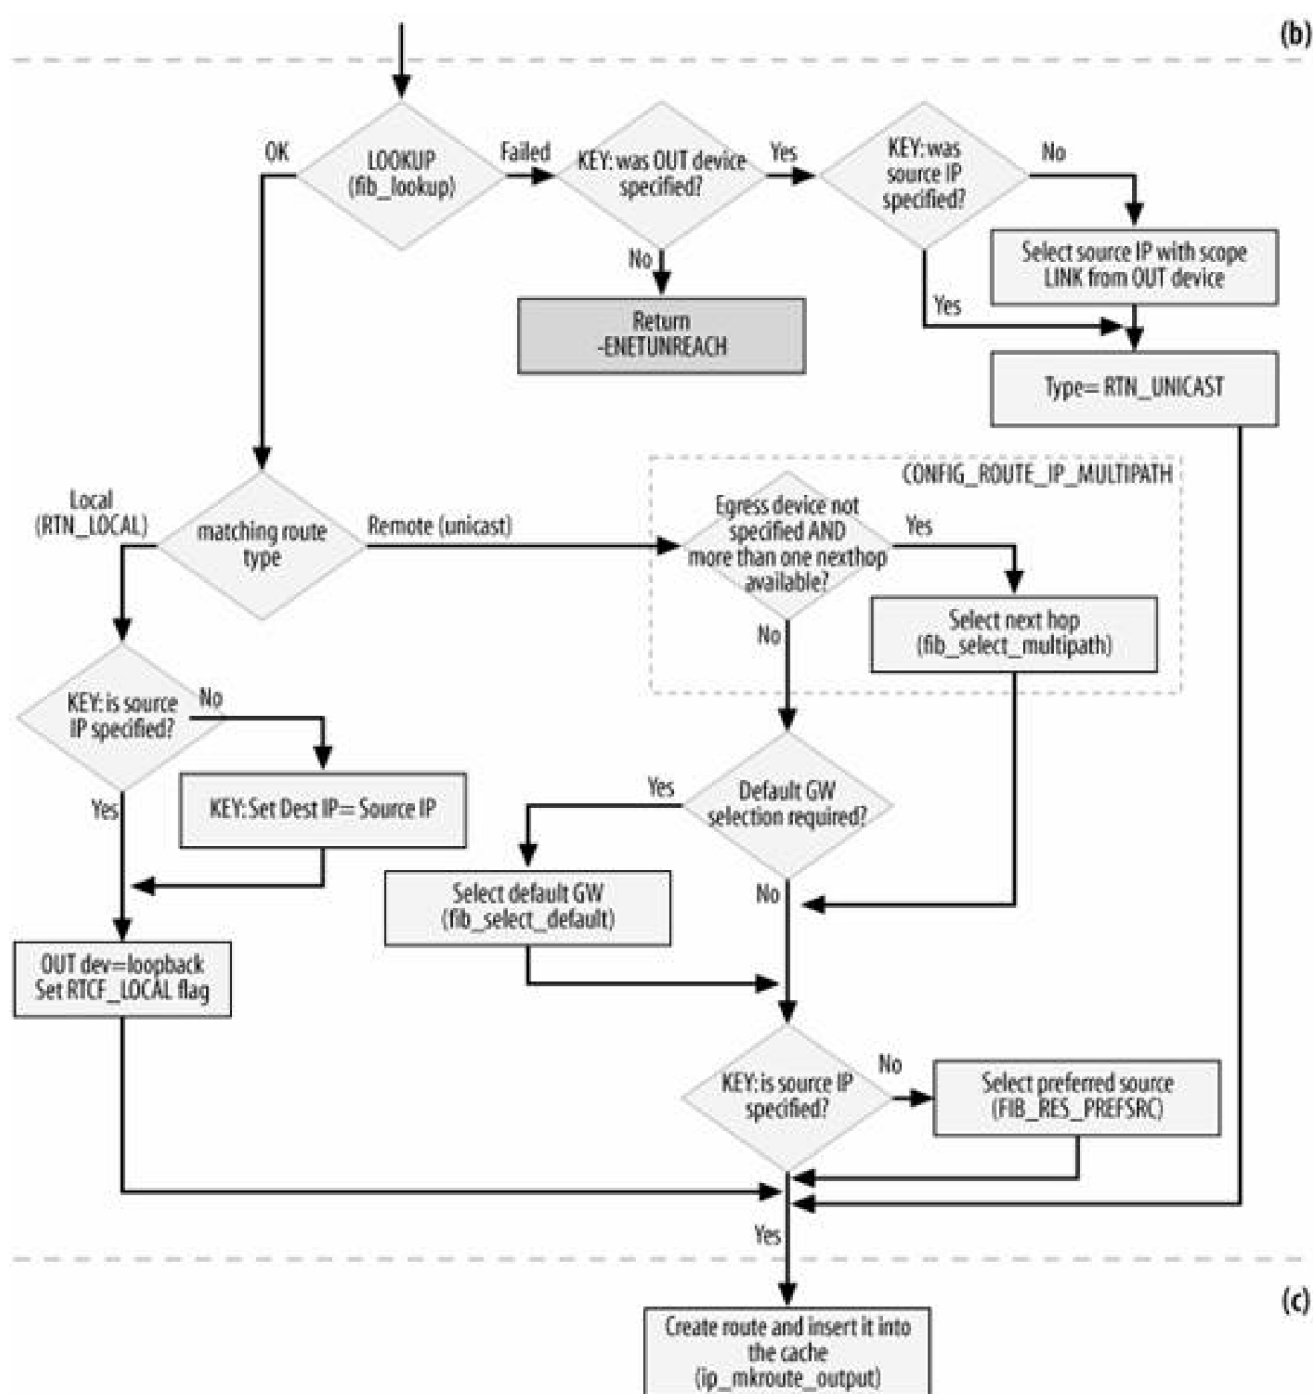 (b)
OK
LOOKUP
(fib_lookup)
Failed
KEY: was OUT device
specified?
Yes
KEY: was
source IP
specified?
No
No
Return
-ENETUNREACH
Select source IP with scope
LINK from OUT device
Yes
Type= RTN_UNICAST
CONFIG_ROUTE_IP_MULTIPATH
Local
(RTN_LOCAL)
matching route
type
Remote (unicast)
Egress device not
specified AND
more than one nexthop
available?
Yes
Select next hop
(fib_select_multipath)
No
KEY: is source
IP specified?
No
Yes
KEY: Set Dest IP= Source IP
Yes
Default GW
selection required?
Select default GW
(fib_select_default)
No
OUT dev=loopback
Set RTCF_LOCAL flag
KEY: is source IP
specified?
No
Select preferred source
(FIB_RES_PREFSRC)
Yes
(c)
Create route and insert it into
the cache
(ip_mkroute_output)